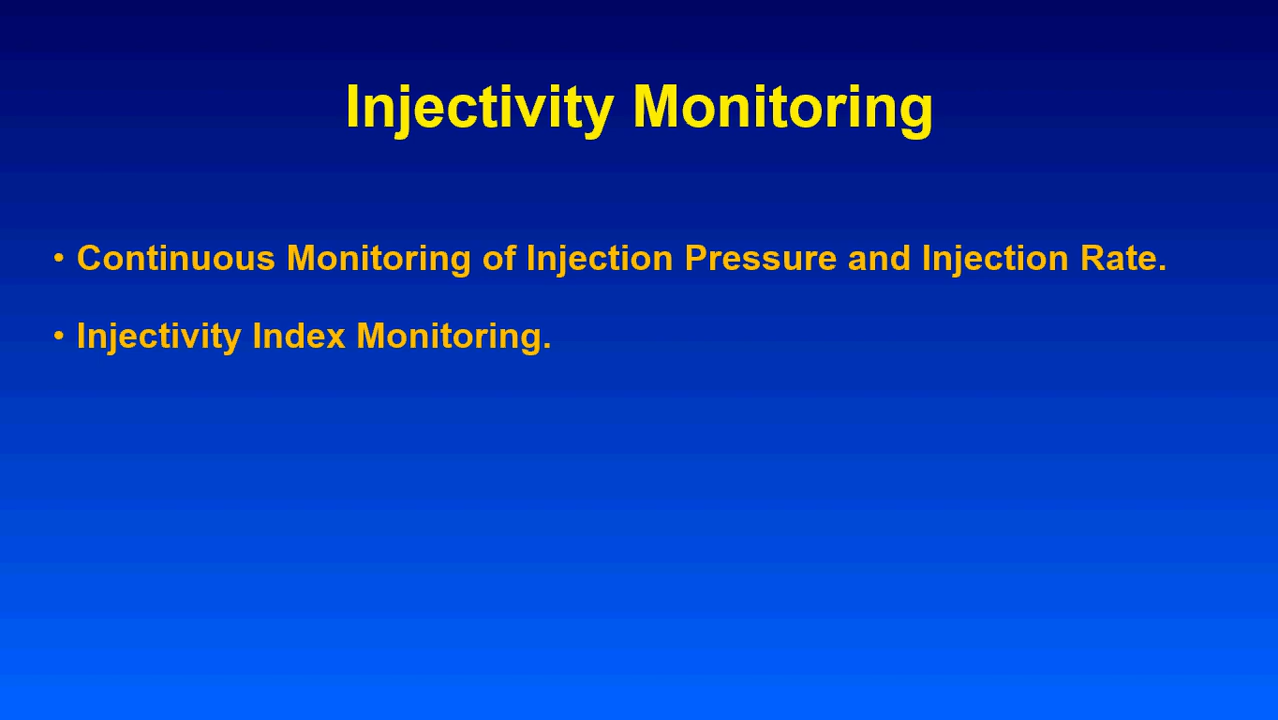 Injectivity Monitoring
• Continuous Monitoring of Injection Pressure and Injection Rate.
• Injectivity Index Monitoring.